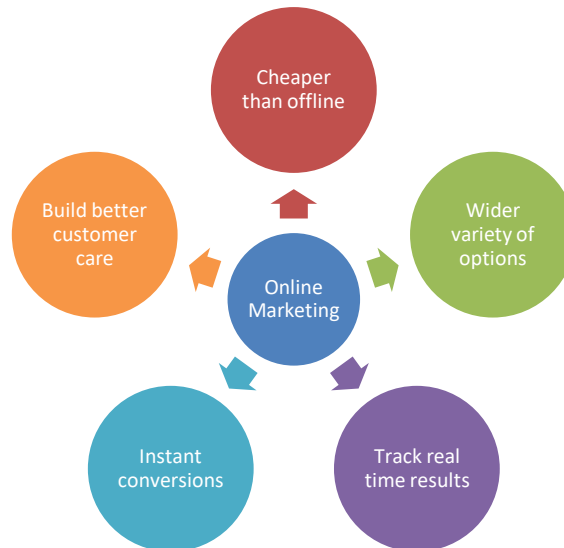 Cheaper
than offline
Build better
customer
care
Wider
variety of
options
Online
Marketing
Instant
conversions
Track real
time results